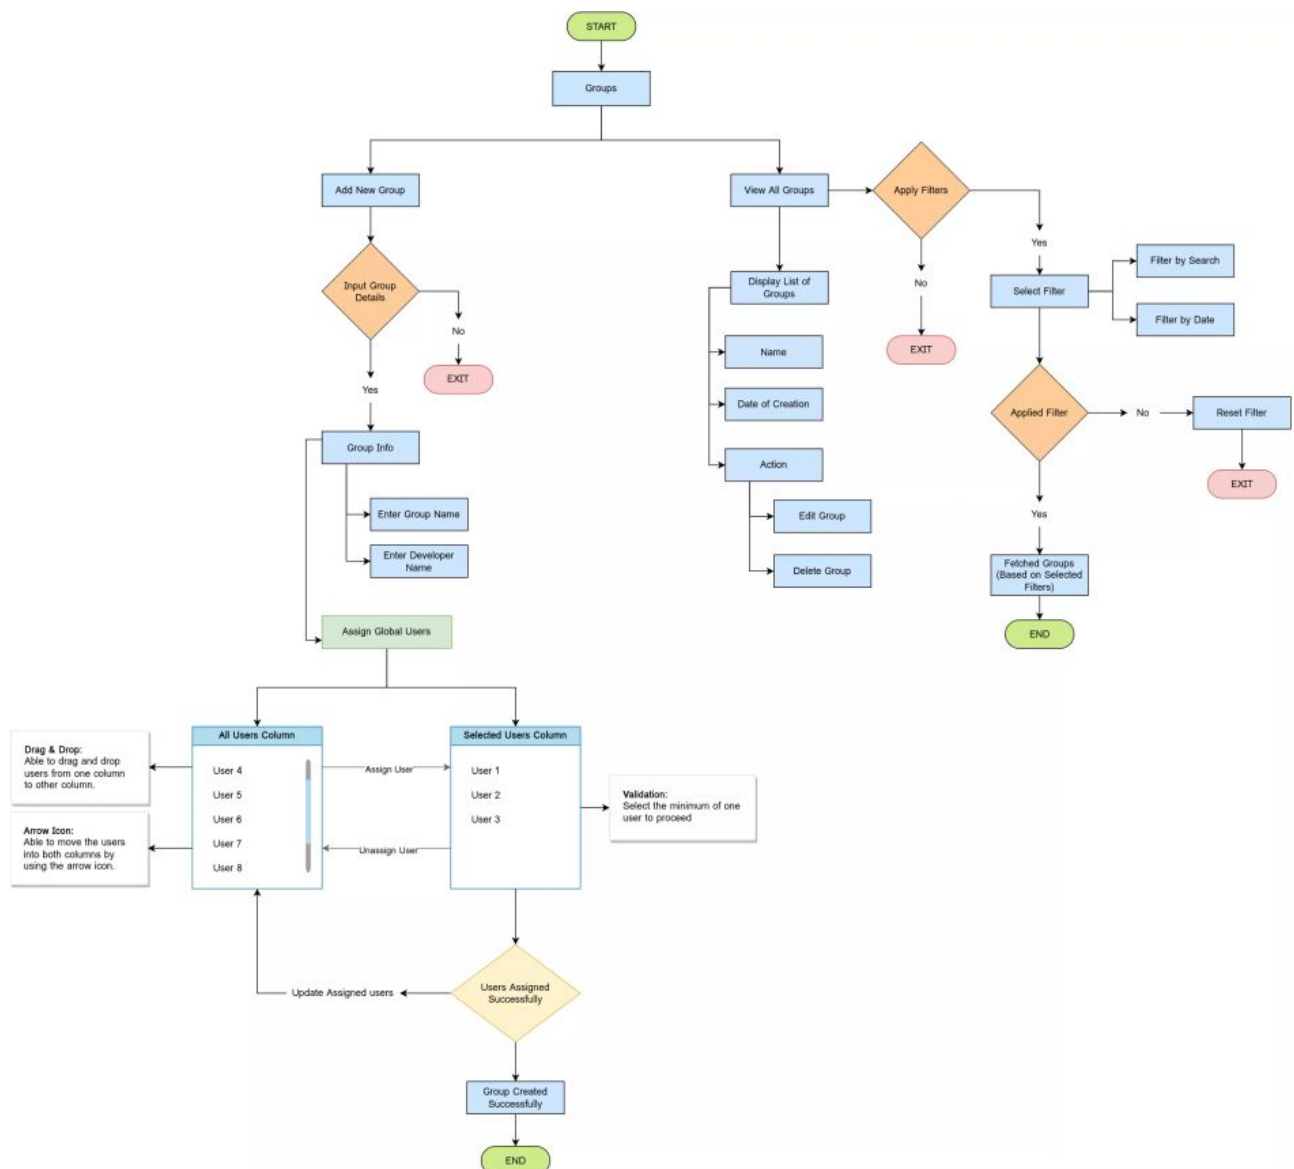 START
Groups
Add New Group
View All Groups
Apply Filters
Yes
Filter by Search
Input Group
Details
Display List of
Groups
No
Select Filter
Filter by Date
No
Name
EXIT
EXIT
Yes
Date of Creation
Applied Filter
No
Reset Filter
Group Info
Action
EXIT
Enter Group Name
Edit Group
Yes
Enter Developer
Name
Delete Group
Fetched Groups
(Based on Selected
Filters)
Assign Global Users
END
All Users Column
Selected Users Column
Drag & Drop:
Able to drag and drop
users from one column
to other column.
User 4
User 5
User 6
User 7
User 8
Assign User
Unassign User
User 1
User 2
User 3
Validation:
Select the minimum of one
user to proceed
Arrow Icon:
Able to move the users
into both columns by
using the arrow icon.
Update Assigned users
Users Assigned
Successfully
Group Created
Successfully
END